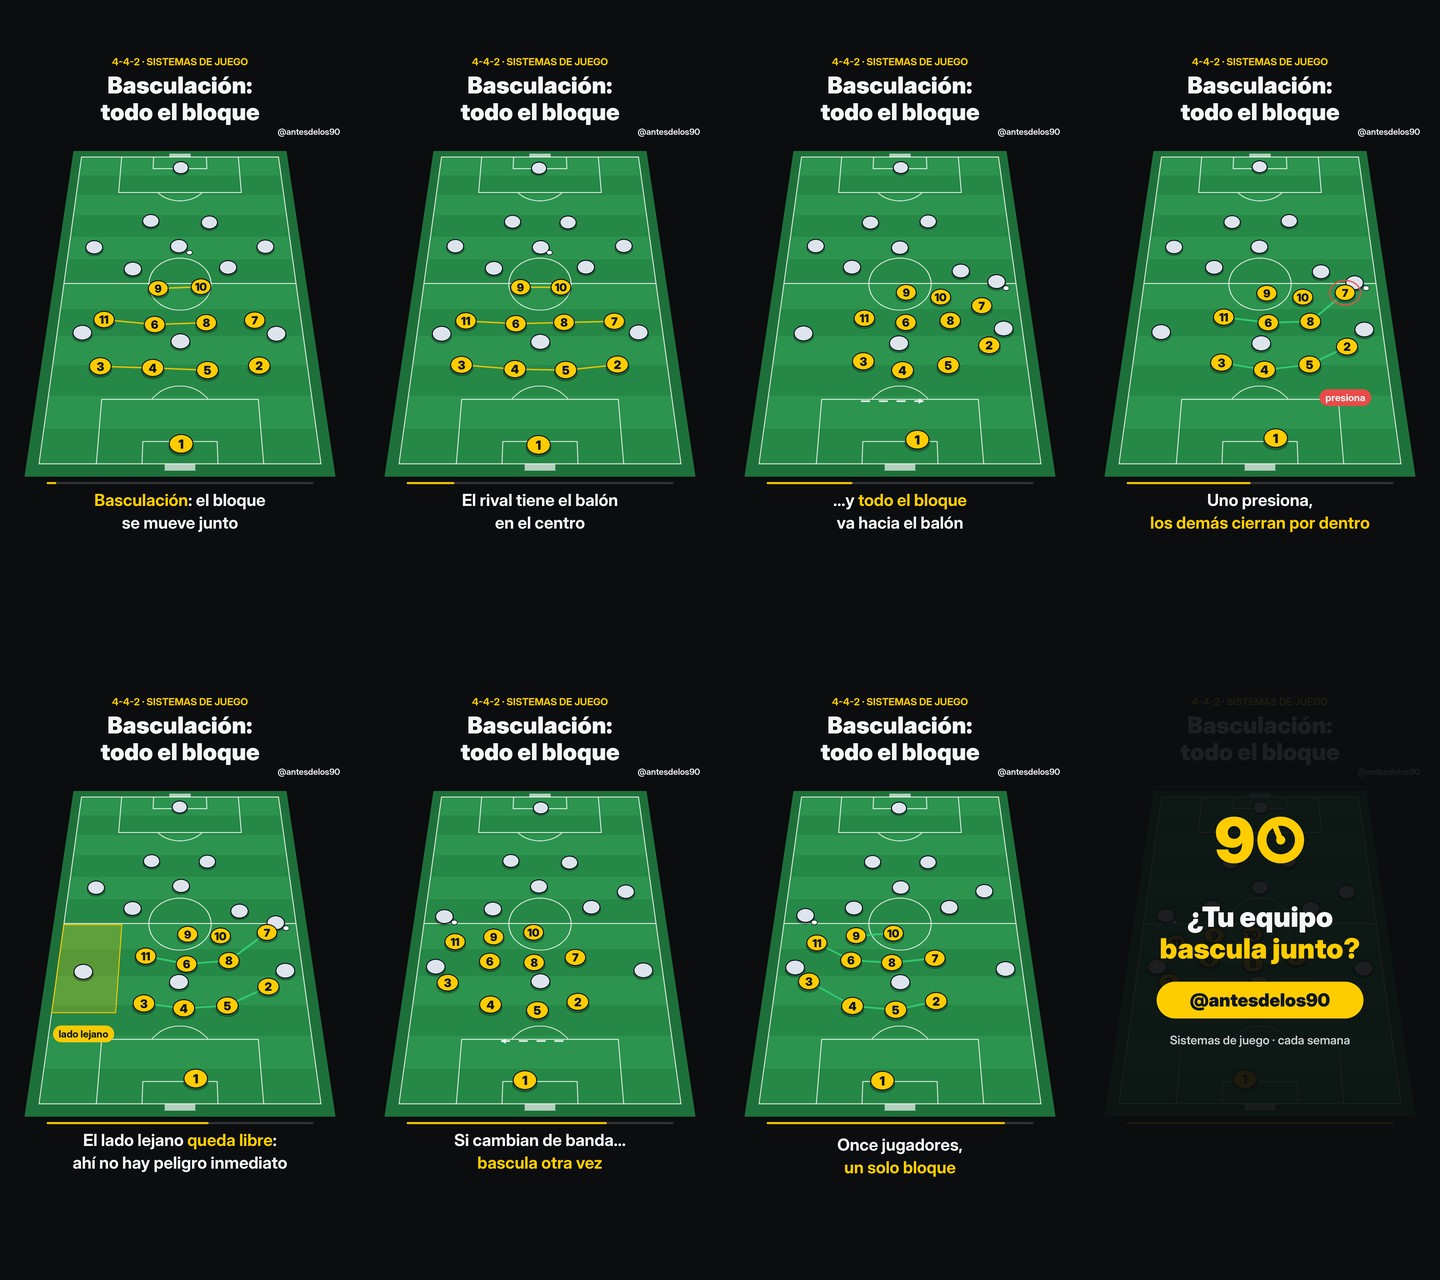 4-4-2 · SISTEMAS DE JUEGO
Basculación:
todo el bloque
@antesdelos90
9 10
11 6 8 7
3 4 5 2
1
Basculación: el bloque
se mueve junto
4-4-2 · SISTEMAS DE JUEGO
Basculación:
todo el bloque
@antesdelos90
9 10
11 6 8 7
3 4 5 2
1
El rival tiene el balón
en el centro
4-4-2 · SISTEMAS DE JUEGO
Basculación:
todo el bloque
@antesdelos90
9 10 7
11 6 8
2
3 4 5
1
...y todo el bloque
va hacia el balón
4-4-2 · SISTEMAS DE JUEGO
Basculación:
todo el bloque
@antesdelos90
9 10 7
11 6 8
2
3 4 5
presiona
1
Uno presiona,
los demás cierran por dentro
4-4-2 · SISTEMAS DE JUEGO
Basculación:
todo el bloque
@antesdelos90
9 10 7
11 6 8
2
3 4 5
lado lejano
1
El lado lejano queda libre:
ahí no hay peligro inmediato
4-4-2 · SISTEMAS DE JUEGO
Basculación:
todo el bloque
@antesdelos90
11 9 10
6 8 7
3
4 5 2
1
Si cambian de banda...
bascula otra vez
4-4-2 · SISTEMAS DE JUEGO
Basculación:
todo el bloque
@antesdelos90
11 9 10
6 8 7
3
4 5 2
1
Once jugadores,
un solo bloque
4-4-2 · SISTEMAS DE JUEGO
Basculación:
todo el bloque
@antesdelos90
90
¿Tu equipo
bascula junto?
@antesdelos90
Sistemas de juego · cada semana
1